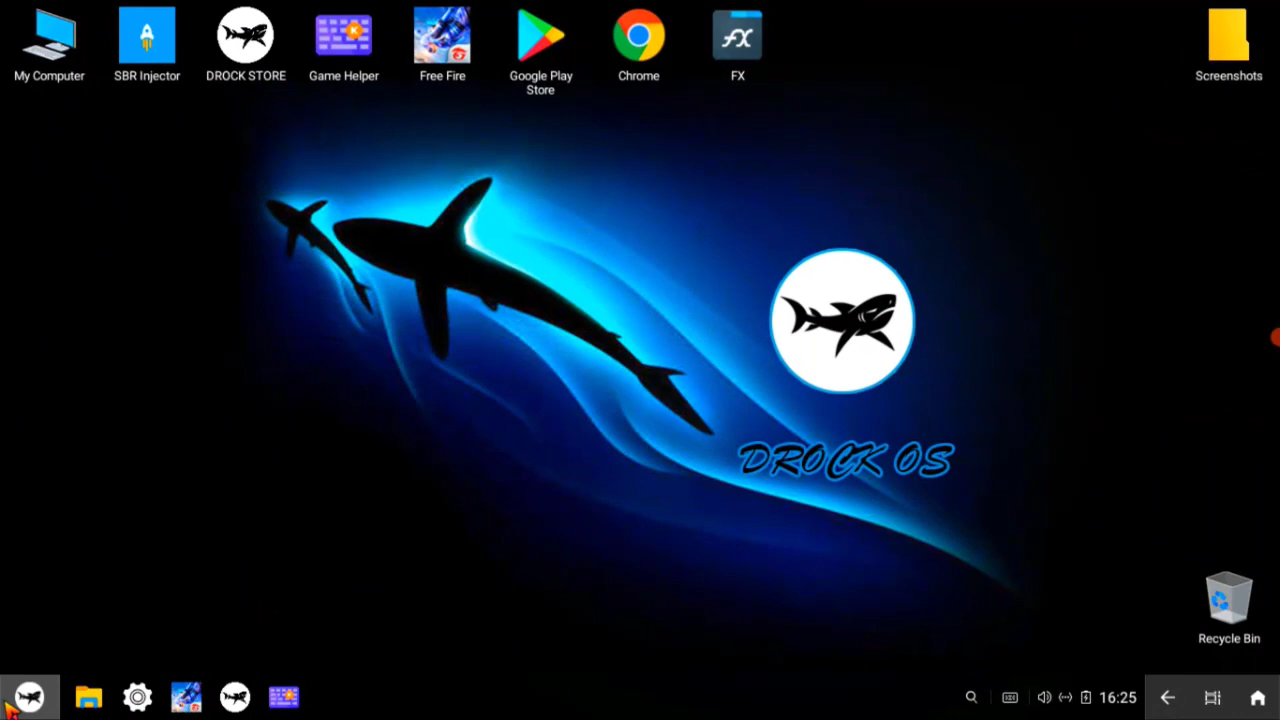 My Computer
SBR Injector
DROCK STORE
Game Helper
Free Fire
Google Play
Store
Chrome
FX
Screenshots
DROCK OS
Recycle Bin
16:25